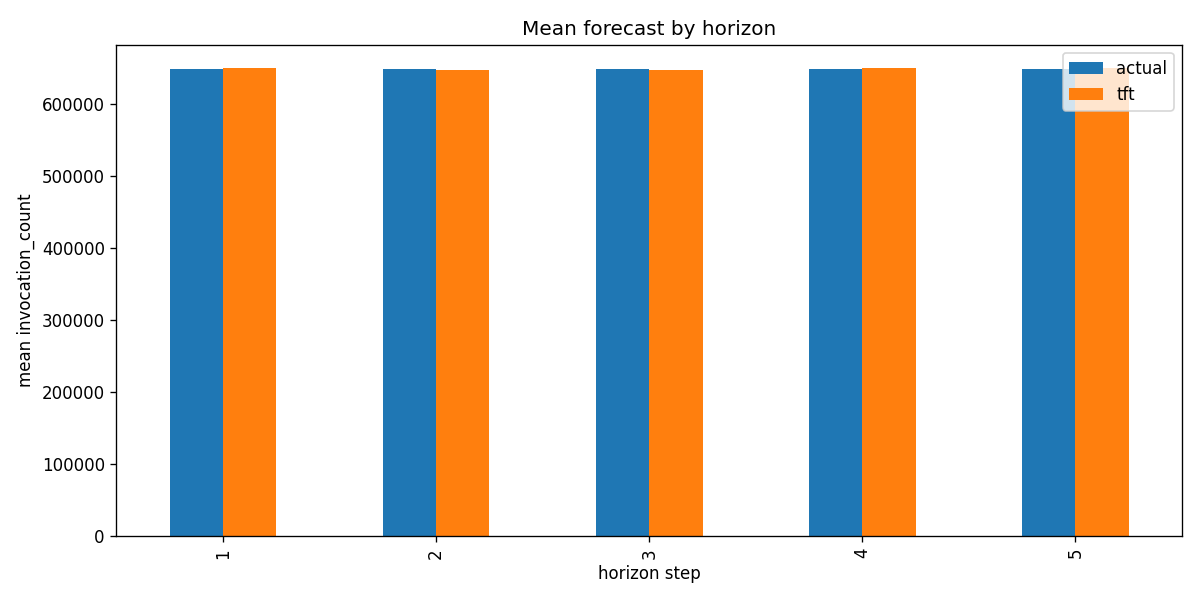 Mean forecast by horizon
actual
tft
mean invocation_count
600000
500000
400000
300000
200000
100000
0
1
2
3
4
5
horizon step